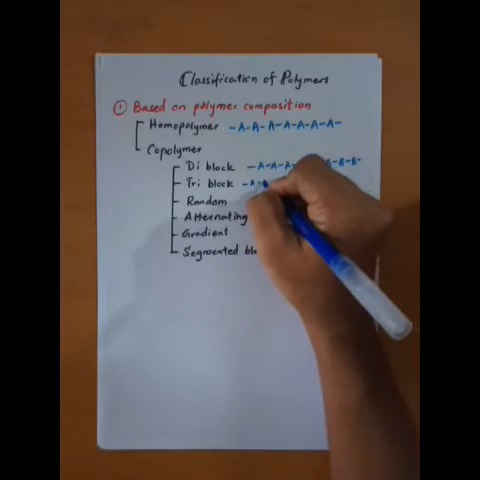 Classification of Polymers
① Based on polymer composition
Homopolymer -A-A-A-A-A-A-A-
Copolymer
Di block -A-A-A A-B-B-
Tri block -A-
Random
Alternating
Gradient
Segmented